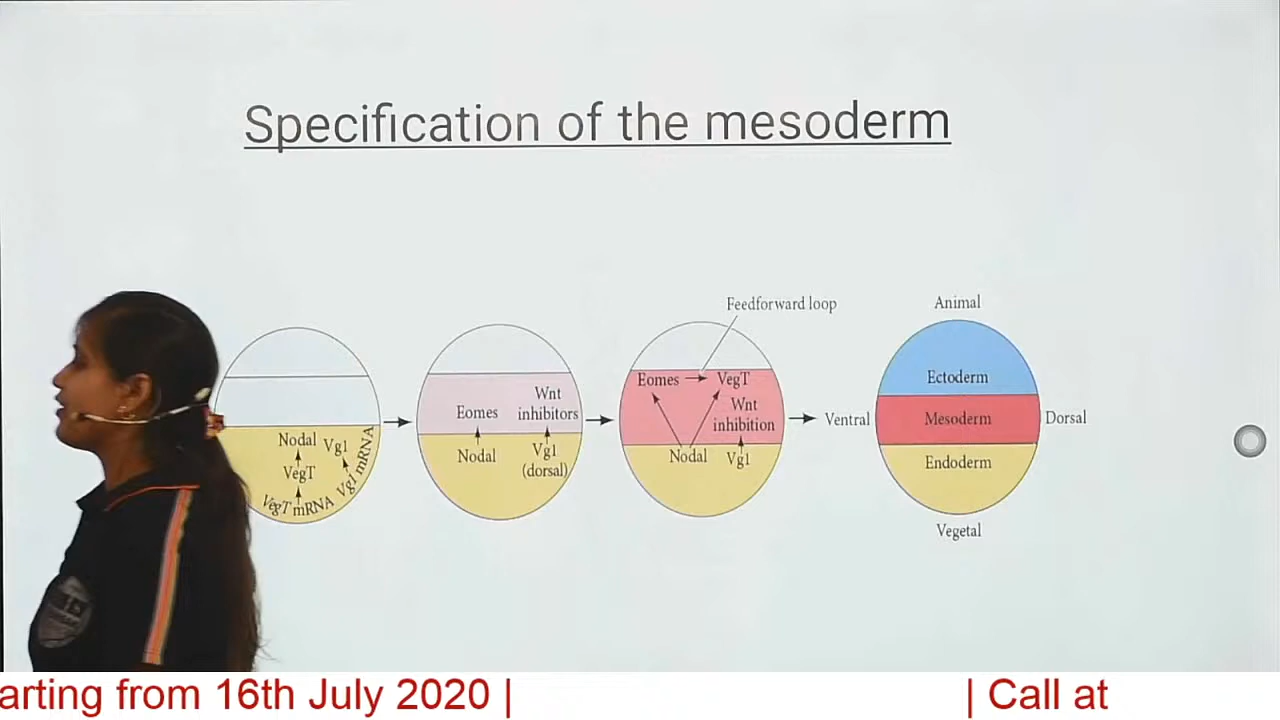 Specification of the mesoderm
Nodal Vg1
VegT
VegT mRNA Vg1 mRNA
Eomes
Wnt
inhibitors
Nodal
Vg1
(dorsal)
Feedforward loop
Eomes VegT
Wnt
inhibition
Nodal Vg1
Animal
Ectoderm
Ventral Mesoderm Dorsal
Endoderm
Vegetal
arting from 16th July 2020 | | Call at